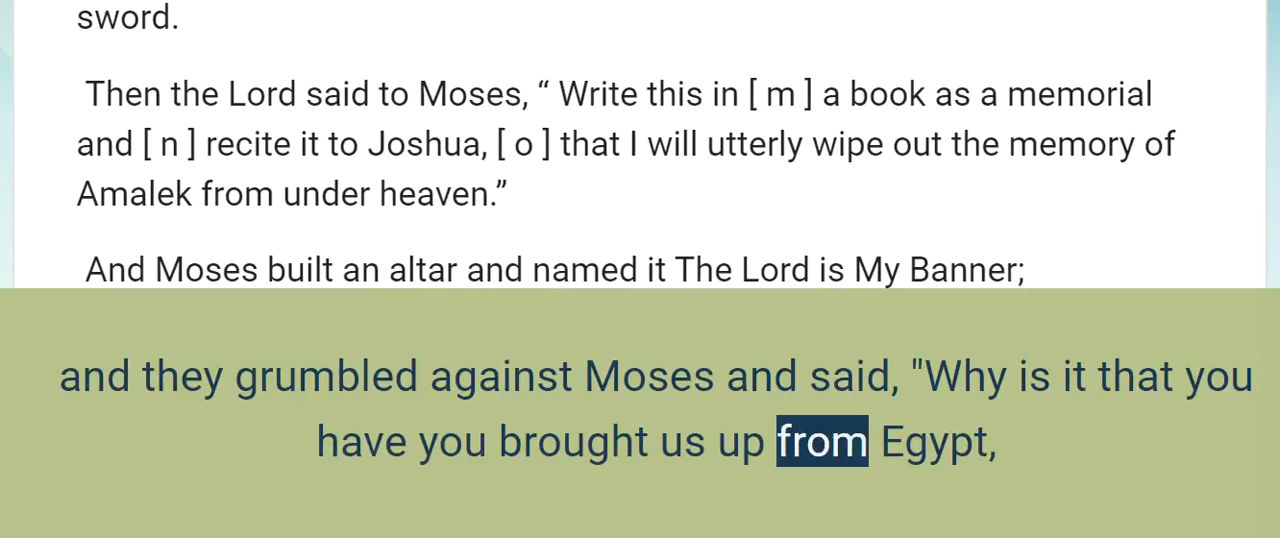 sword.
Then the Lord said to Moses, “ Write this in [ m ] a book as a memorial
and [ n ] recite it to Joshua, [ o ] that I will utterly wipe out the memory of
Amalek from under heaven.”
And Moses built an altar and named it The Lord is My Banner;
and they grumbled against Moses and said, "Why is it that you
have you brought us up from Egypt,